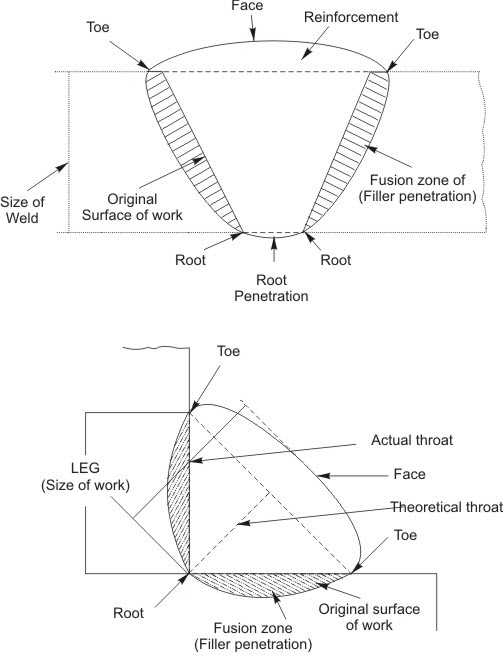 Face
Reinforcement
Toe
Toe
Size of
Weld
Original
Surface of work
Fusion zone of
(Filler penetration)
Root
Root
Root
Penetration
Toe
Actual throat
LEG
(Size of work)
Face
Theoretical throat
Toe
Root
Original surface
of work
Fusion zone
(Filler penetration)